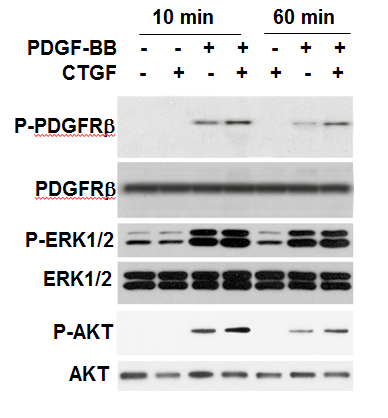 10 min 60 min
PDGF-BB - - + + - + +
CTGF - + - + + - +
P-PDGFRβ
PDGFRβ
P-ERK1/2
ERK1/2
P-AKT
AKT